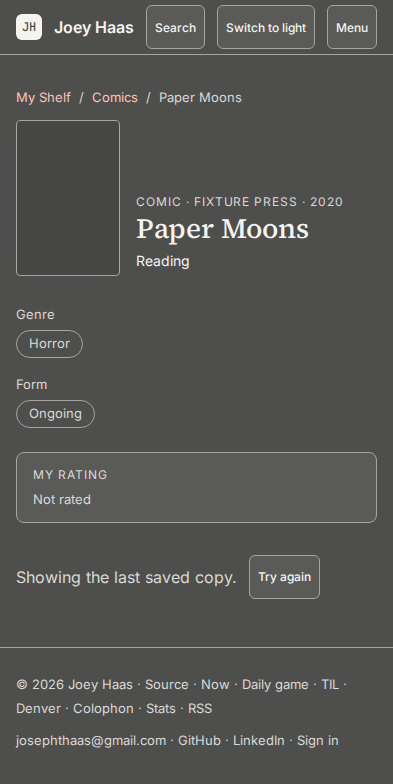 JH Joey Haas Search Switch to light Menu
My Shelf / Comics / Paper Moons
COMIC · FIXTURE PRESS · 2020
Paper Moons
Reading
Genre
Horror
Form
Ongoing
MY RATING
Not rated
Showing the last saved copy. Try again
© 2026 Joey Haas · Source · Now · Daily game · TIL ·
Denver · Colophon · Stats · RSS
josephthaas@gmail.com · GitHub · LinkedIn · Sign in